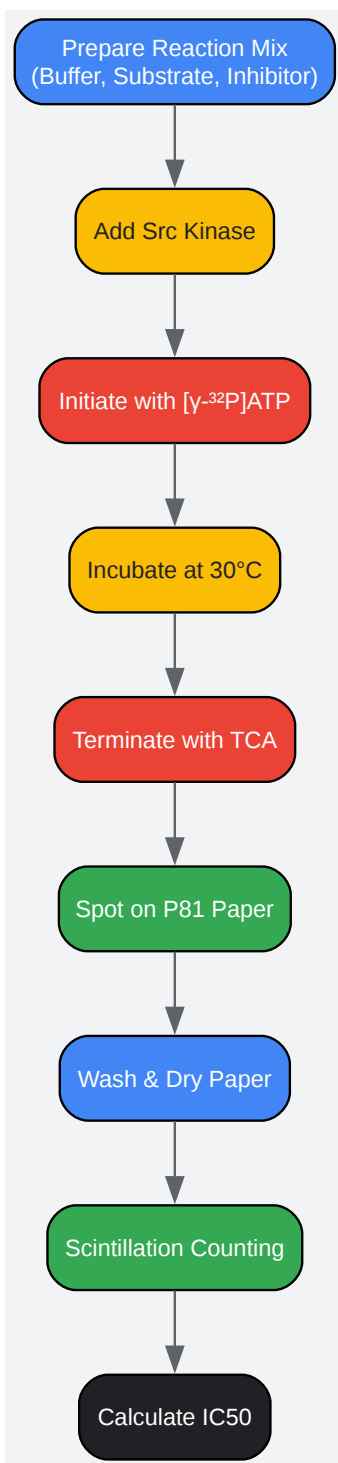 Prepare Reaction Mix
(Buffer, Substrate, Inhibitor)
Add Src Kinase
Initiate with [γ-³²P]ATP
Incubate at 30°C
Terminate with TCA
Spot on P81 Paper
Wash & Dry Paper
Scintillation Counting
Calculate IC50